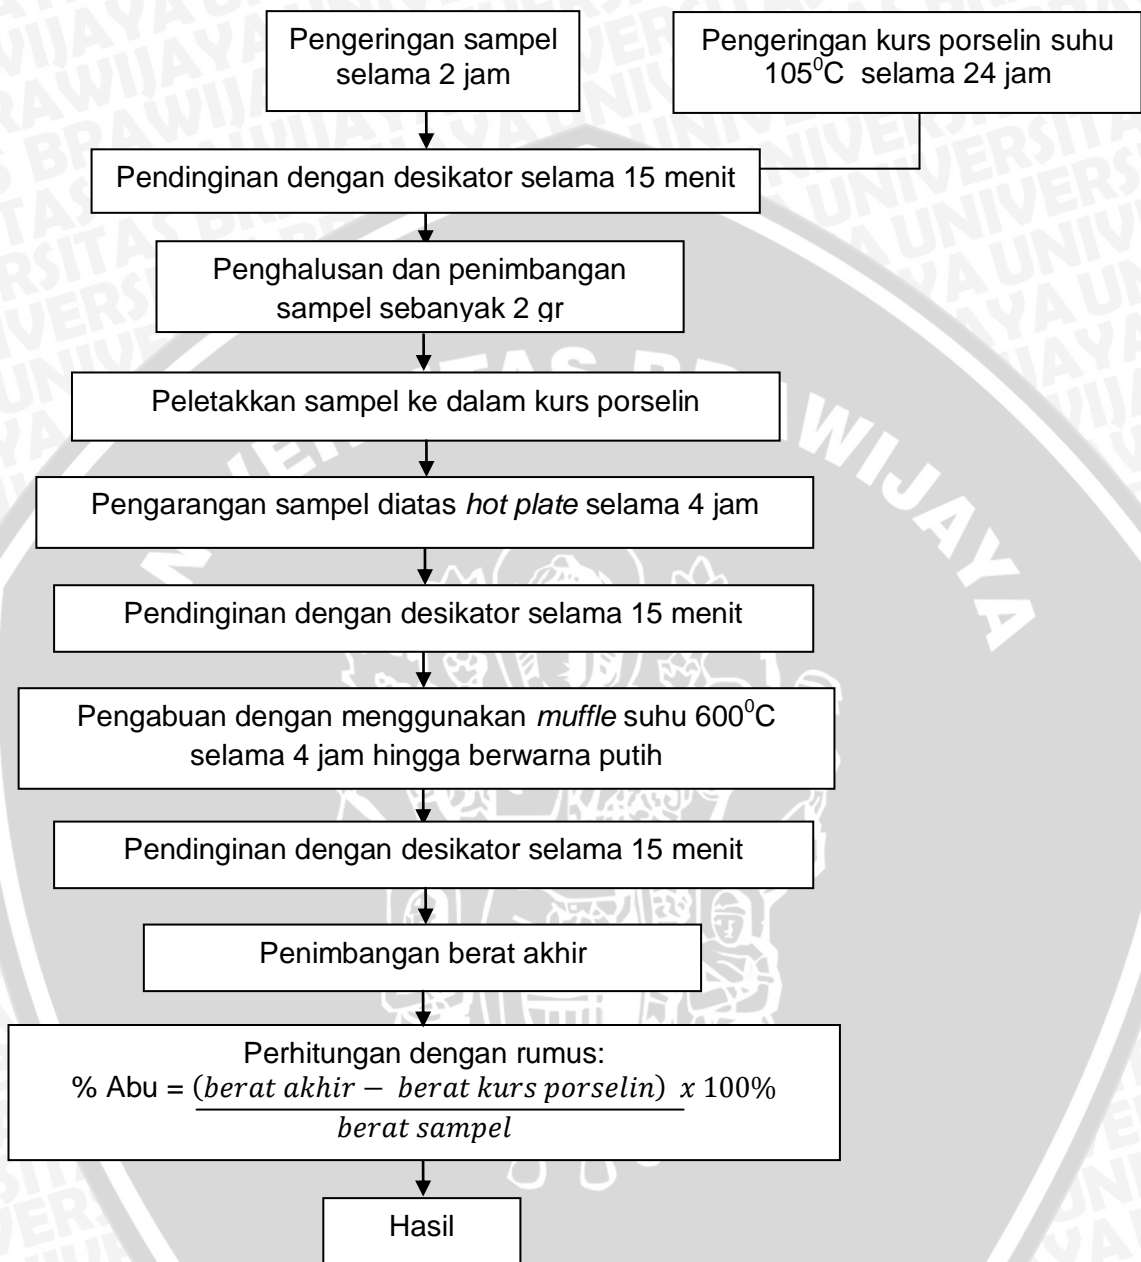 Pengeringan sampel
selama 2 jam
Pengeringan kurs porselin suhu
105⁰C selama 24 jam
Pendinginan dengan desikator selama 15 menit
Penghalusan dan penimbangan
sampel sebanyak 2 gr
Peletakkan sampel ke dalam kurs porselin
Pengarangan sampel diatas hot plate selama 4 jam
Pendinginan dengan desikator selama 15 menit
Pengabuan dengan menggunakan muffle suhu 600⁰C
selama 4 jam hingga berwarna putih
Pendinginan dengan desikator selama 15 menit
Penimbangan berat akhir
Perhitungan dengan rumus:
% Abu = (berat akhir − berat kurs porselin) x 100%
berat sampel
Hasil